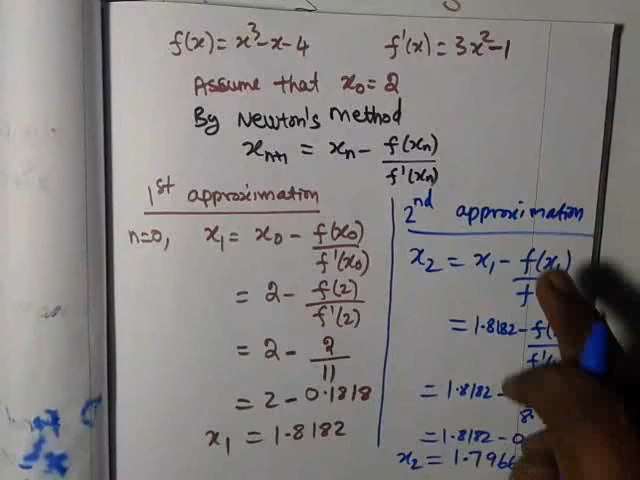 f(x) = x³-x-4 f'(x) = 3x²-1
Assume that x₀ = 2
By Newton's method
xₙ₊₁ = xₙ - f(xₙ)/f'(xₙ)
1st approximation
n=0, x₁ = x₀ - f(x₀)/f'(x₀)
= 2 - f(2)/f'(2)
= 2 - 2/11
= 2 - 0.1818
x₁ = 1.8182
2nd approximation
x₂ = x₁ - f(x₁)/f
= 1.8182 -
= 1.8182 -
= 1.8182 - 0
x₂ = 1.7966